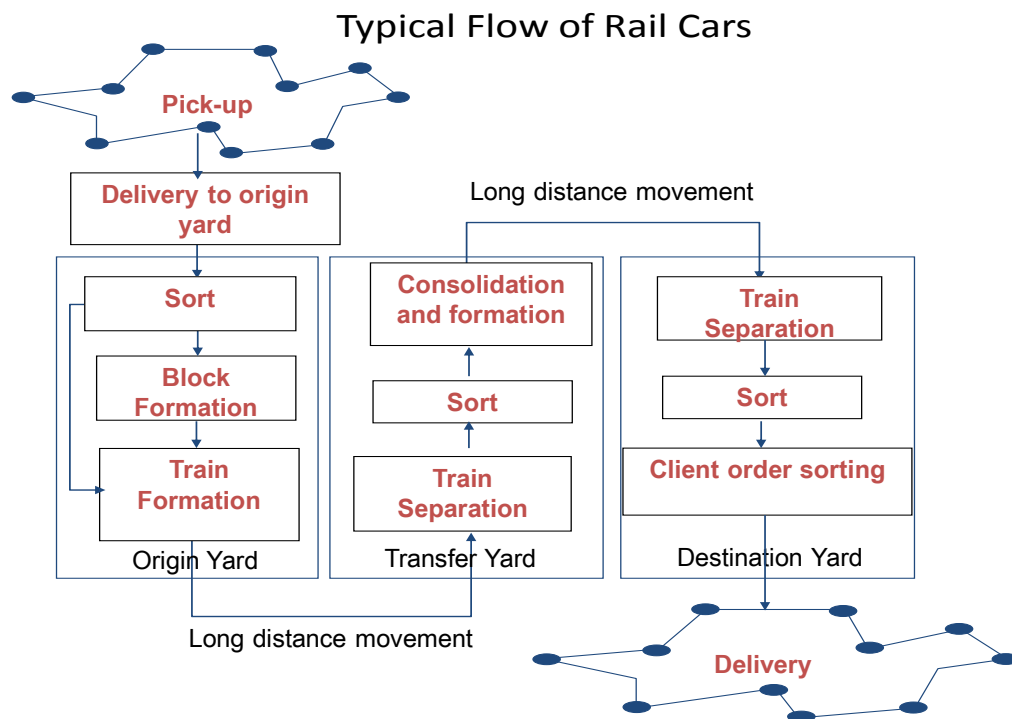 Typical Flow of Rail Cars
Pick-up
Delivery to origin
yard
Sort
Block
Formation
Train
Formation
Origin Yard
Long distance movement
Train
Separation
Sort
Consolidation
and formation
Transfer Yard
Long distance movement
Train
Separation
Sort
Client order sorting
Destination Yard
Delivery